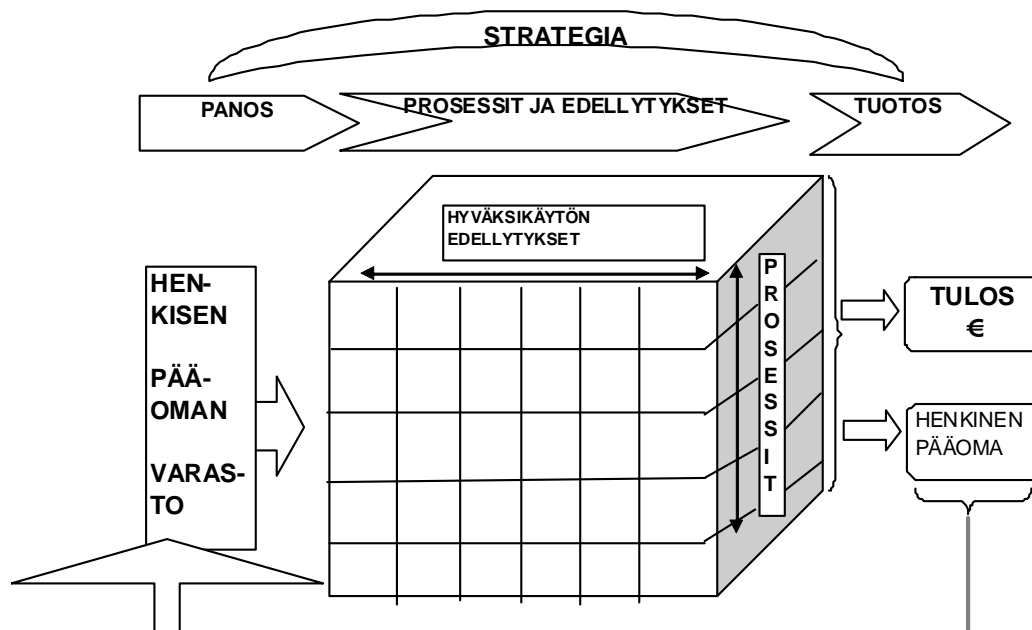 STRATEGIA
PANOS
PROSESSIT JA EDELLYTYKSET
TUOTOS
HYVÄKSIKÄYTÖN
EDELLYTYKSET
HEN-
KISEN
PÄÄ-
OMAN
VARAS-
TO
P
R
O
S
E
S
S
I
T
TULOS
€
HENKINEN
PÄÄOMA